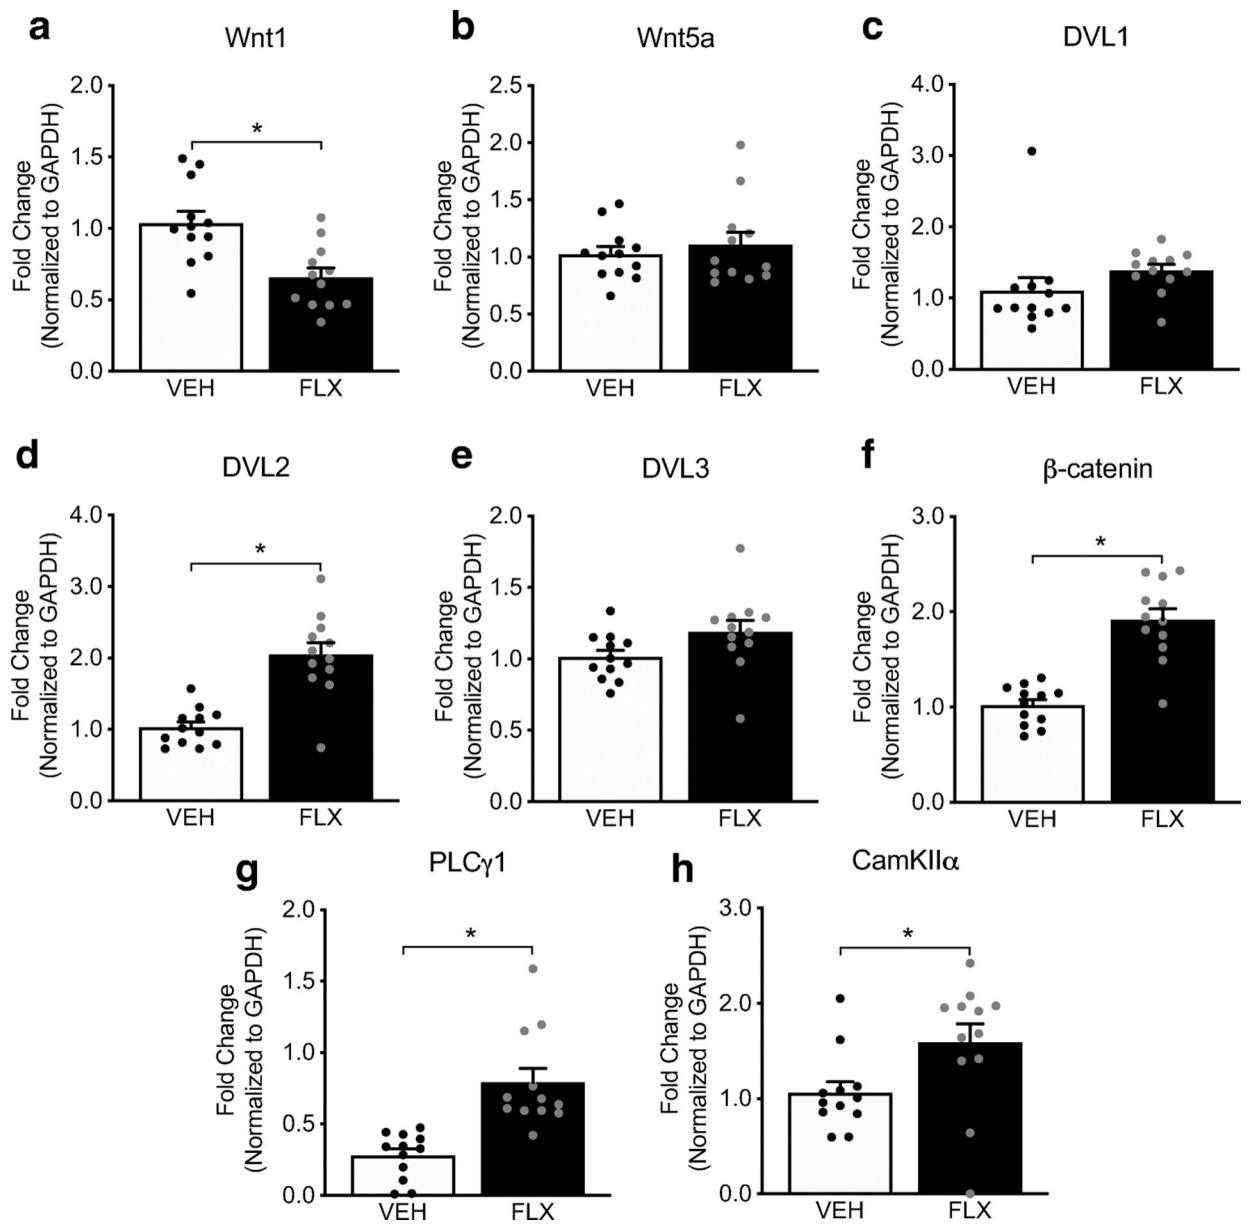 a
Wnt1
Fold Change
(Normalized to GAPDH)
2.0
1.5
1.0
0.5
0.0
*
VEH
FLX
b
Wnt5a
Fold Change
(Normalized to GAPDH)
2.5
2.0
1.5
1.0
0.5
0.0
VEH
FLX
c
DVL1
Fold Change
(Normalized to GAPDH)
4.0
3.0
2.0
1.0
0.0
VEH
FLX
d
DVL2
Fold Change
(Normalized to GAPDH)
4.0
3.0
2.0
1.0
0.0
*
VEH
FLX
e
DVL3
Fold Change
(Normalized to GAPDH)
2.0
1.5
1.0
0.5
0.0
VEH
FLX
f
β-catenin
Fold Change
(Normalized to GAPDH)
3.0
2.0
1.0
0.0
*
VEH
FLX
g
PLCγ1
Fold Change
(Normalized to GAPDH)
2.0
1.5
1.0
0.5
0.0
*
VEH
FLX
h
CamKIIα
Fold Change
(Normalized to GAPDH)
3.0
2.0
1.0
0.0
*
VEH
FLX